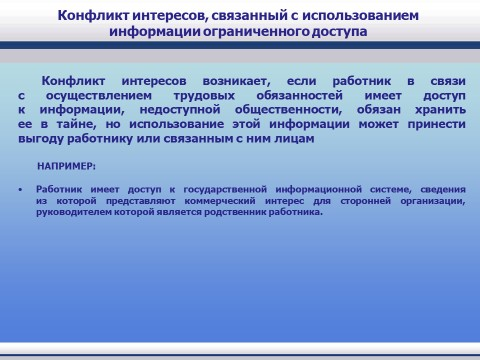 Конфликт интересов, связанный с использованием
информации ограниченного доступа
Конфликт интересов возникает, если работник в связи
с осуществлением трудовых обязанностей имеет доступ
к информации, недоступной общественности, обязан хранить
ее в тайне, но использование этой информации может принести
выгоду работнику или связанным с ним лицам
НАПРИМЕР:
• Работник имеет доступ к государственной информационной системе, сведения
из которой представляют коммерческий интерес для сторонней организации,
руководителем которой является родственник работника.